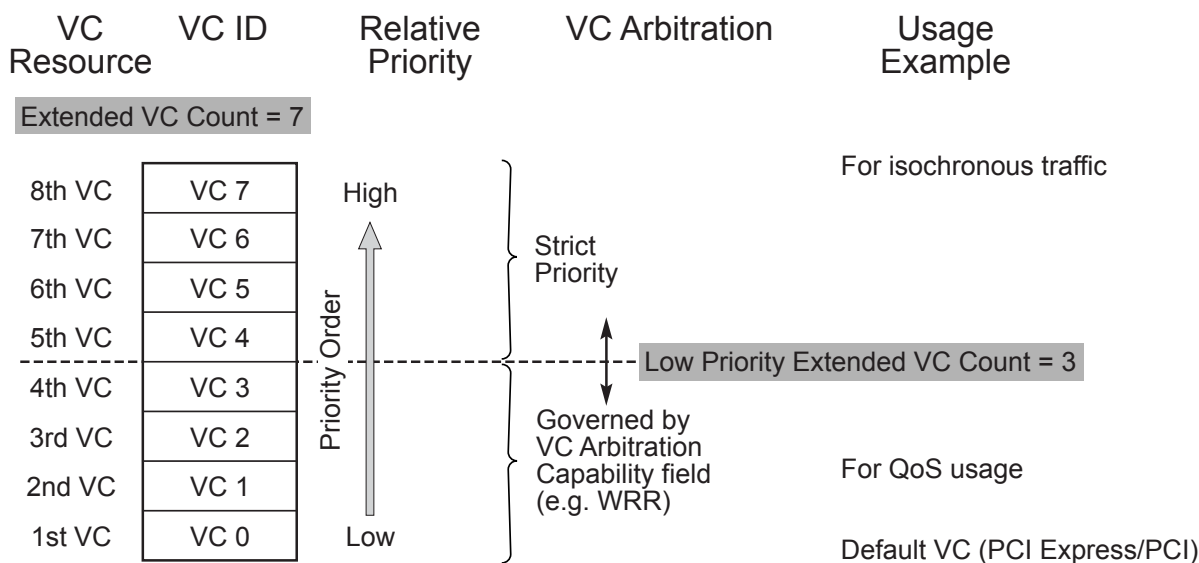 VC Resource
VC ID
Relative Priority
VC Arbitration
Usage Example
Extended VC Count = 7
For isochronous traffic
8th VC
VC 7
High
7th VC
VC 6
Strict
Priority
6th VC
VC 5
5th VC
VC 4
Priority Order
Low Priority Extended VC Count = 3
4th VC
VC 3
Governed by
VC Arbitration
Capability field
(e.g. WRR)
3rd VC
VC 2
For QoS usage
2nd VC
VC 1
1st VC
VC 0
Low
Default VC (PCI Express/PCI)